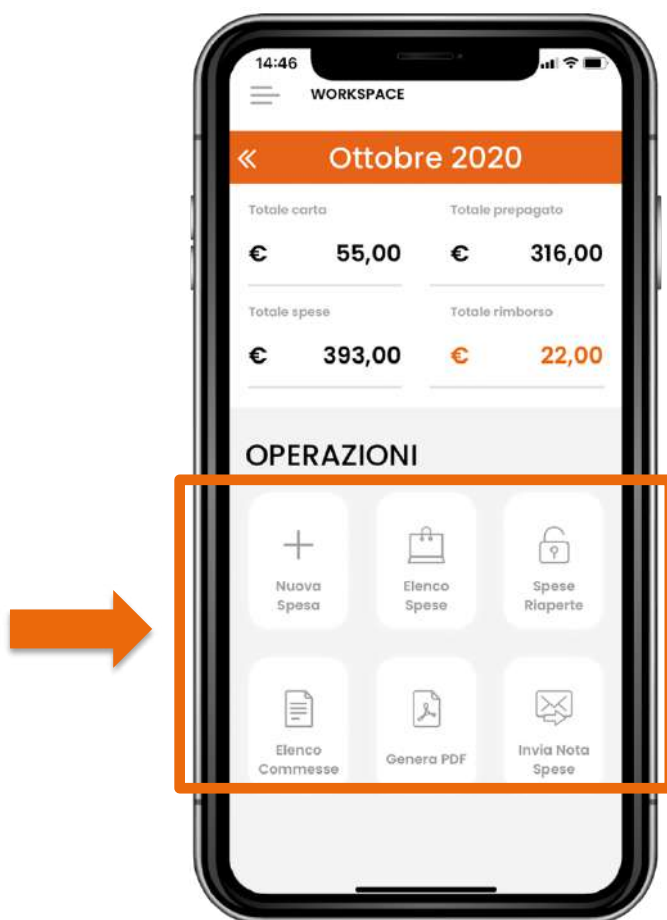 14:46
WORKSPACE
Ottobre 2020
Totale carta
Totale prepagato
€ 55,00
€ 316,00
Totale spese
Totale rimborso
€ 393,00
€ 22,00
OPERAZIONI
Nuova
Spesa
Elenco
Spese
Spese
Riaperte
Elenco
Commesse
Genera PDF
Invia Nota
Spese